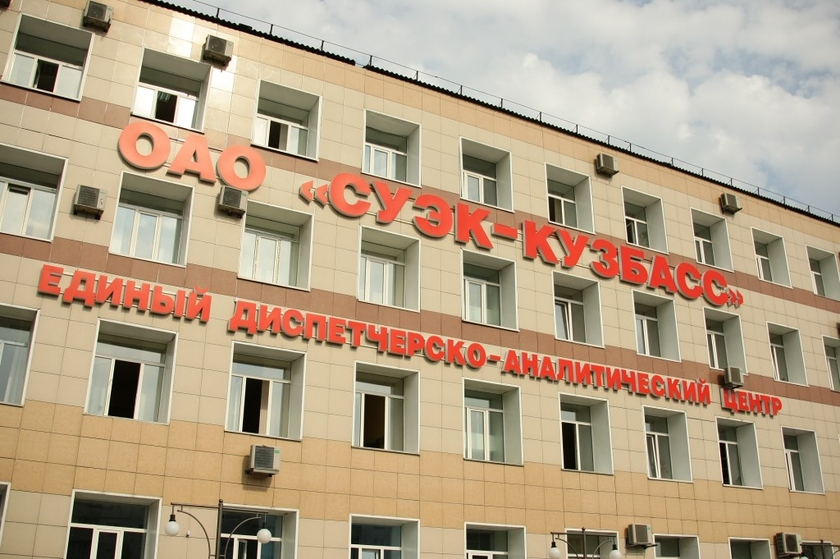 ОАО «СУЭК-КУЗБАСС»
ЕДИНЫЙ ДИСПЕТЧЕРСКО-АНАЛИТИЧЕСКИЙ ЦЕНТР